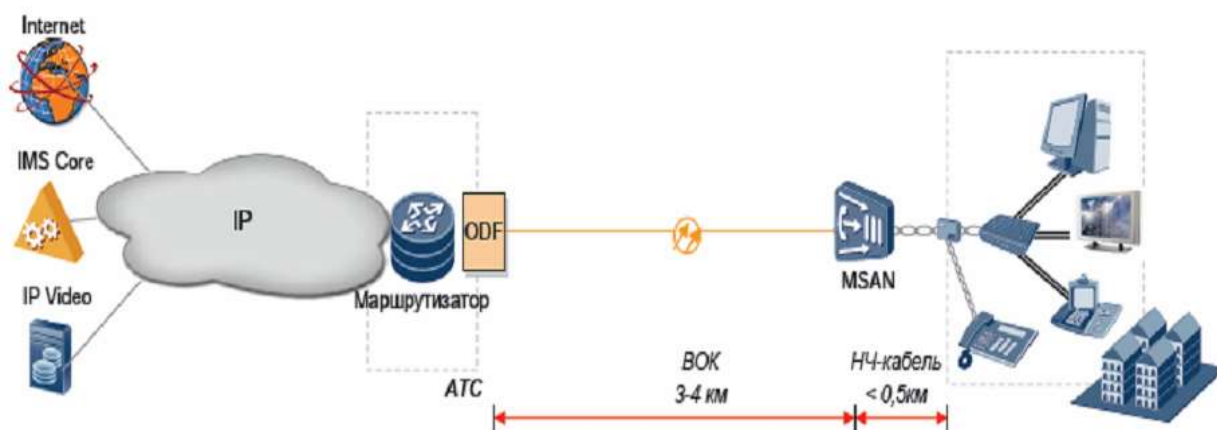 Internet
IMS Core
IP Video
IP
ODF
Маршрутизатор
АТС
MSAN
ВОК
3-4 км
НЧ-кабель
< 0,5км